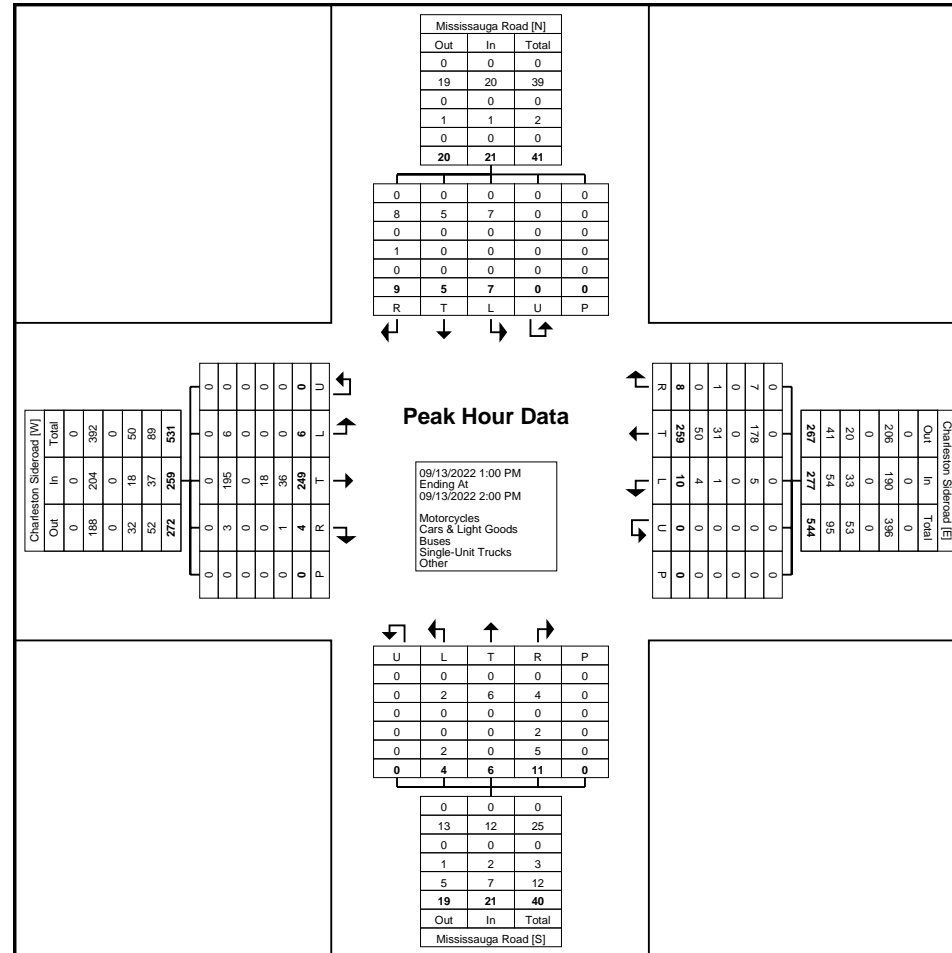 Mississauga Road [N]
Out In Total
0 0 0
19 20 39
0 0 0
1 1 2
0 0 0
20 21 41
0 0 0 0 0
8 5 7 0 0
0 0 0 0 0
1 0 0 0 0
0 0 0 0 0
9 5 7 0 0
R T L U P
Charleston Sideroad [W]
Total 0 392 0 50 89 531
In 0 204 0 18 37 259
Out 0 188 0 32 52 272
0 0 0 0 0 0 U
0 6 0 0 0 6 L
0 195 0 18 36 249 T
0 3 0 0 1 4 R
0 0 0 0 0 0 P
Peak Hour Data
09/13/2022 1:00 PM
Ending At
09/13/2022 2:00 PM
Motorcycles
Cars & Light Goods
Buses
Single-Unit Trucks
Other
R 8 0 1 0 7 0
T 259 50 31 0 178 0
L 10 4 1 0 5 0
U 0 0 0 0 0 0
P 0 0 0 0 0 0
267 41 20 0 206 0 Out
277 54 33 0 190 0 In
544 95 53 0 396 0 Total
Charleston Sideroad [E]
U L T R P
0 0 0 0 0
0 2 6 4 0
0 0 0 0 0
0 0 0 2 0
0 2 0 5 0
0 4 6 11 0
0 0 0
13 12 25
0 0 0
1 2 3
5 7 12
19 21 40
Out In Total
Mississauga Road [S]